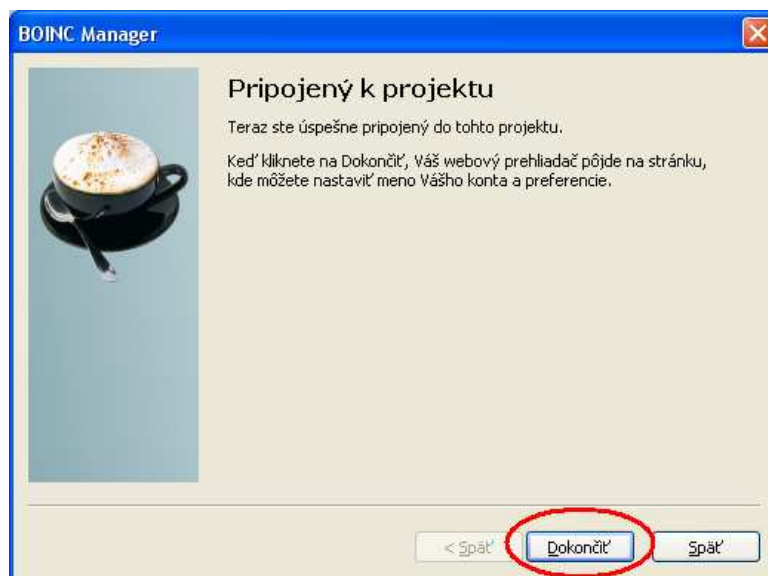 BOINC Manager
Pripojený k projektu
Teraz ste úspešne pripojený do tohto projektu.
Keď kliknete na Dokončiť, Váš webový prehliadač pôjde na stránku,
kde môžete nastaviť meno Vášho konta a preferencie.
< Späť Dokončiť Späť